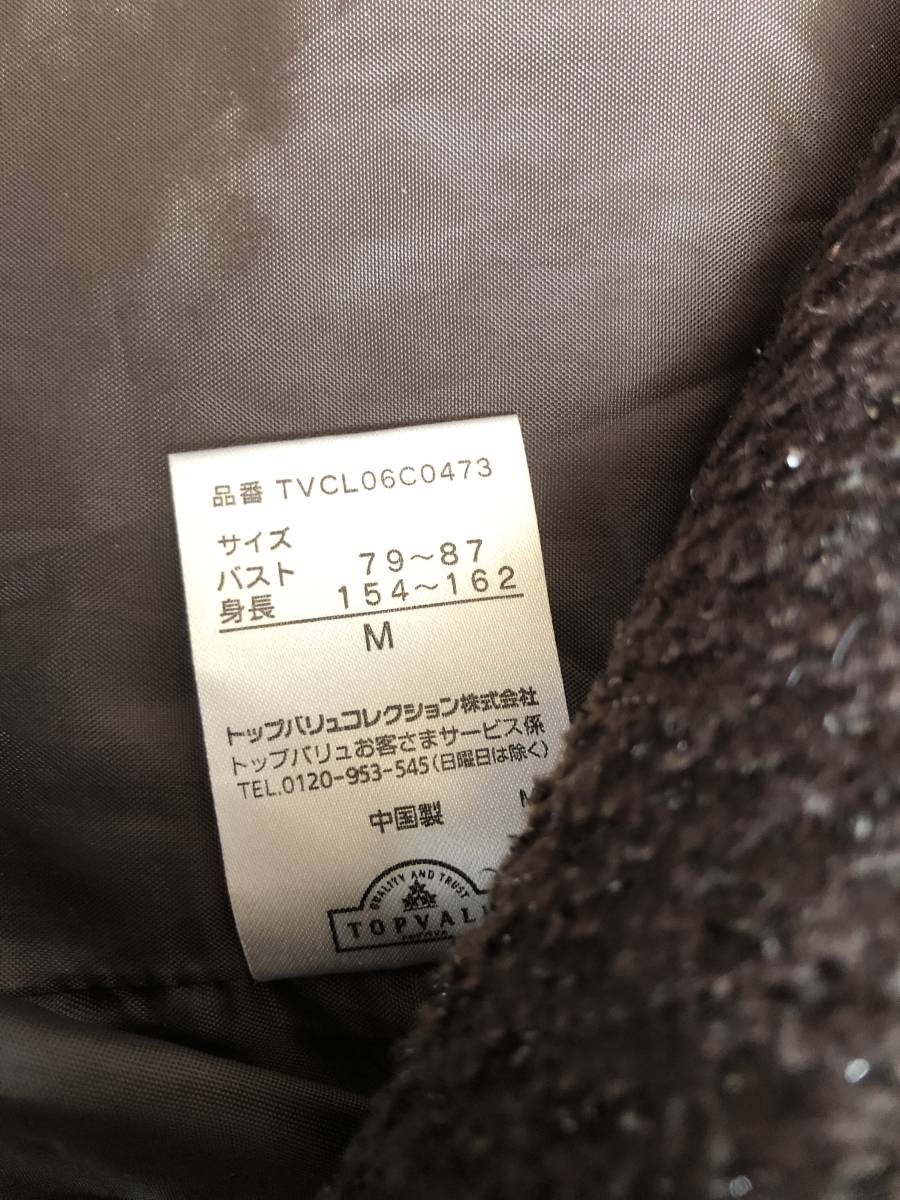 品番 TVCL06C0473
サイズ
バスト 79～87
身長 154～162
M
トップバリュコレクション株式会社
トップバリュお客さまサービス係
TEL.0120-953-545(日曜日は除く)
中国製
QUALITY AND TRUST